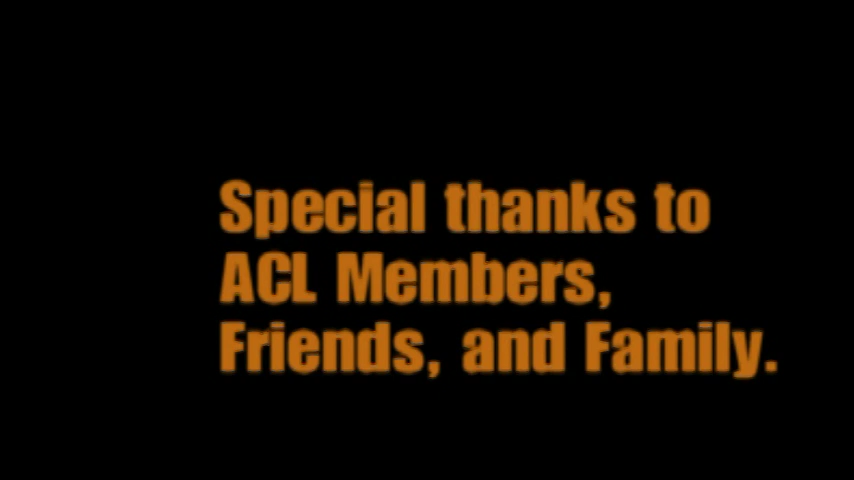 Special thanks to
ACL Members,
Friends, and Family.